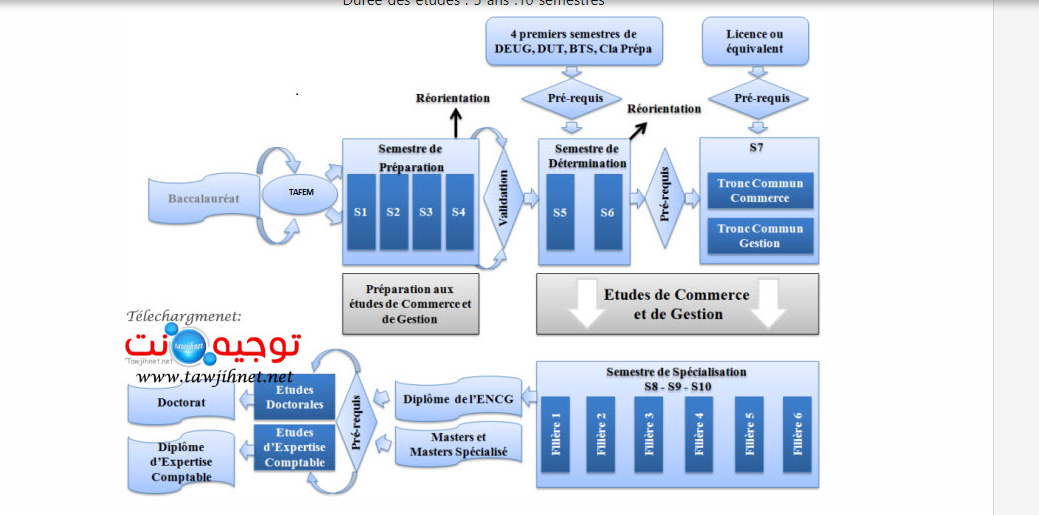 Durée des études : 5 ans :10 semestres
4 premiers semestres de
DEUG, DUT, BTS, Cla Prépa
Licence ou
équivalent
Pré-requis
Pré-requis
Réorientation
Réorientation
Semestre de
Préparation
Semestre de
Détermination
S7
Baccalauréat
TAFEM
S1
S2
S3
S4
Validation
S5
S6
Pré-requis
Tronc Commun
Commerce
Tronc Commun
Gestion
Préparation aux
études de Commerce et
de Gestion
Etudes de Commerce
et de Gestion
Télechargmenet:
توجيه نت
tawjihnet
Tawjihnet.net
www.tawjihnet.net
Doctorat
Etudes
Doctorales
Diplôme
d'Expertise
Comptable
Etudes
d'Expertise
Comptable
Pré-requis
Diplôme de l'ENCG
Masters et
Masters Spécialisé
Semestre de Spécialisation
S8 - S9 - S10
Filière 1
Filière 2
Filière 3
Filière 4
Filière 5
Filière 6